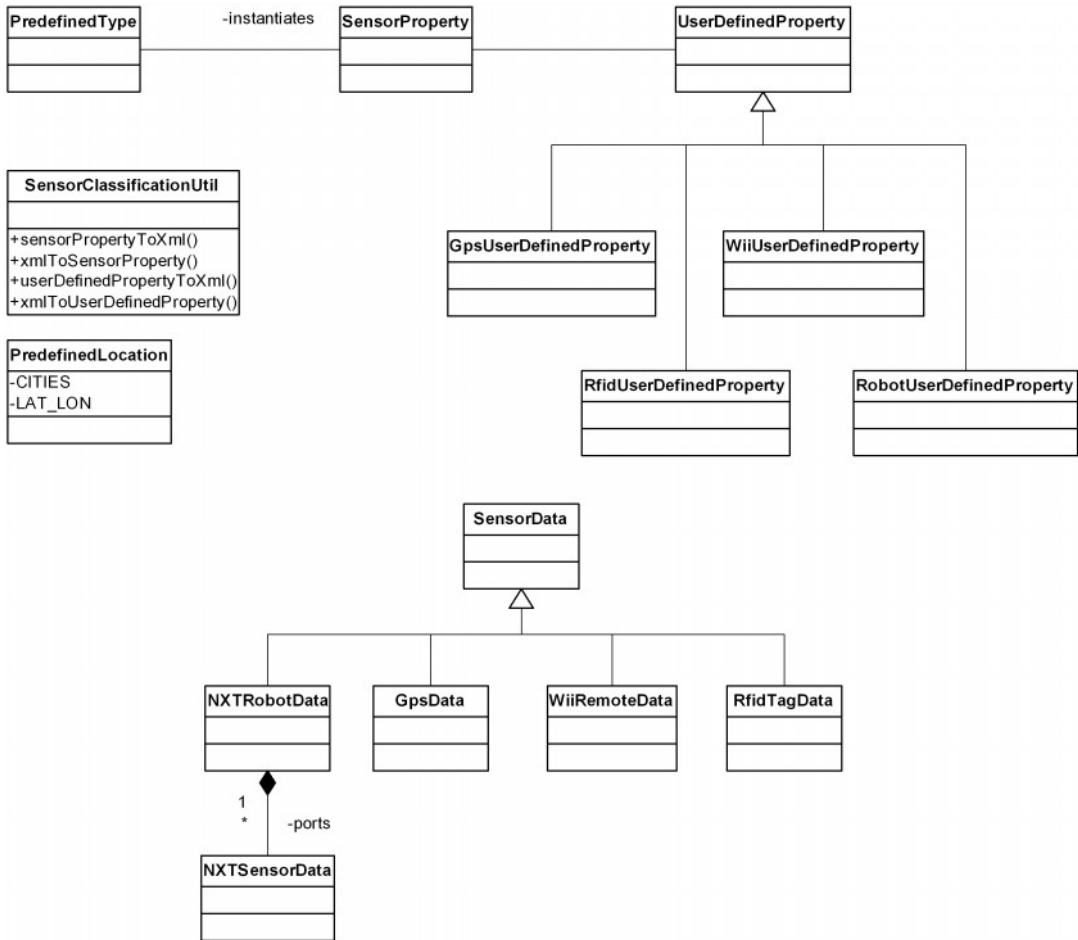 PredefinedType
-instantiates
SensorProperty
UserDefinedProperty
SensorClassificationUtil
+sensorPropertyToXml()
+xmlToSensorProperty()
+userDefinedPropertyToXml()
+xmlToUserDefinedProperty()
GpsUserDefinedProperty
WiiUserDefinedProperty
PredefinedLocation
-CITIES
-LAT_LON
RfidUserDefinedProperty
RobotUserDefinedProperty
SensorData
NXTRobotData
GpsData
WiiRemoteData
RfidTagData
1
*
-ports
NXTSensorData